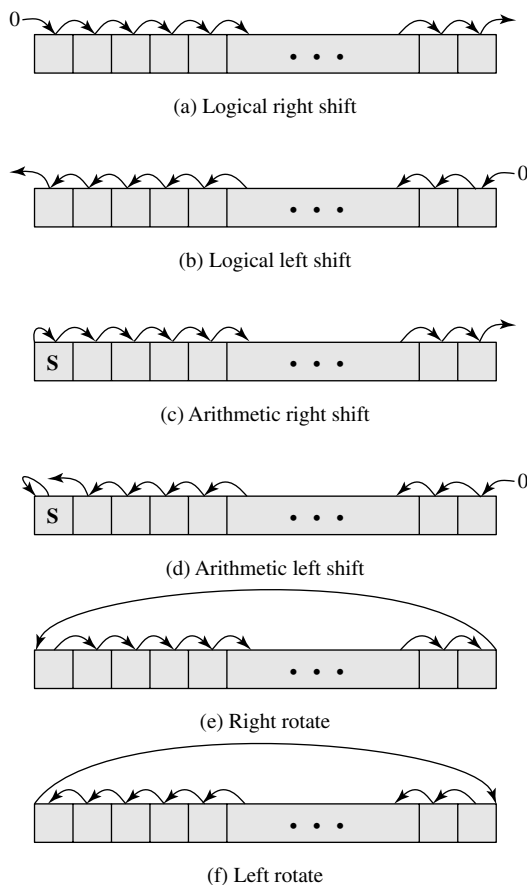 0
(a) Logical right shift
0
(b) Logical left shift
S
(c) Arithmetic right shift
0
S
(d) Arithmetic left shift
(e) Right rotate
(f) Left rotate